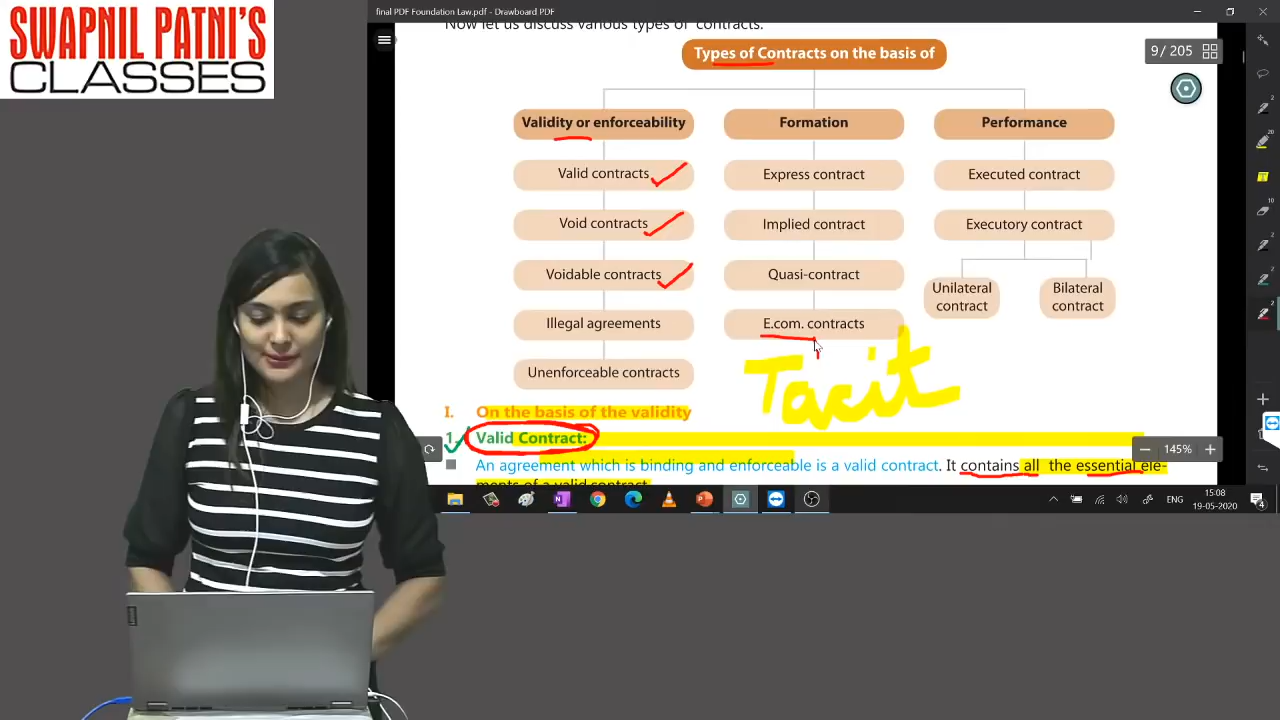 SWAPNIL PATNI'S
CLASSES
final PDF Foundation Law.pdf - Drawboard PDF
Now let us discuss various types of contracts.
9 / 205
Types of Contracts on the basis of
Validity or enforceability
Formation
Performance
Valid contracts
Express contract
Executed contract
Void contracts
Implied contract
Executory contract
Voidable contracts
Quasi-contract
Unilateral contract
Bilateral contract
Illegal agreements
E.com. contracts
Unenforceable contracts
Tacit
I. On the basis of the validity
1. Valid Contract:
145%
An agreement which is binding and enforceable is a valid contract. It contains all the essential ele-
ments of a valid contract.
ENG
15:08
19-05-2020